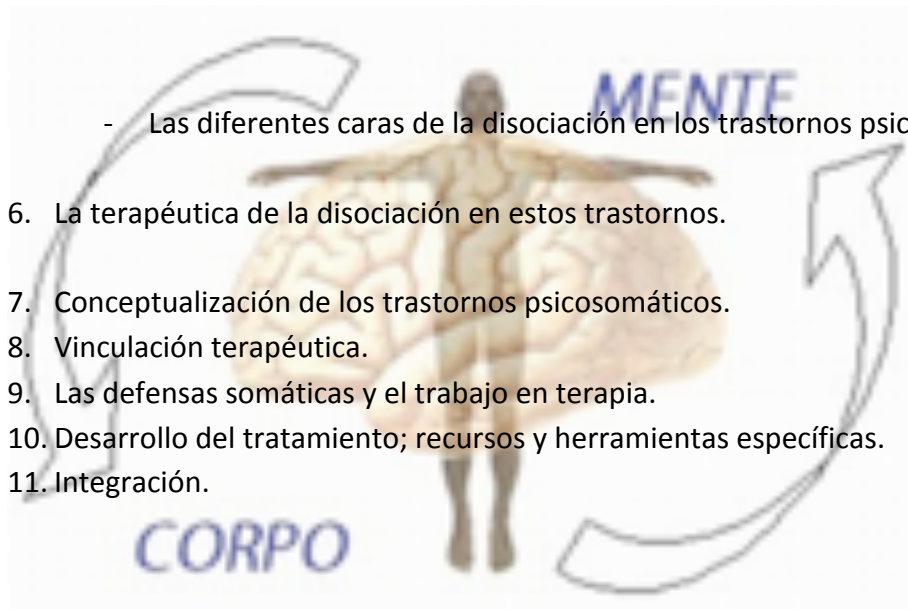 MENTE
- Las diferentes caras de la disociación en los trastornos
6. La terapéutica de la disociación en estos trastornos.
7. Conceptualización de los trastornos psicosomáticos.
8. Vinculación terapéutica.
9. Las defensas somáticas y el trabajo en terapia.
10. Desarrollo del tratamiento; recursos y herramientas específicas.
11. Integración.
CORPO